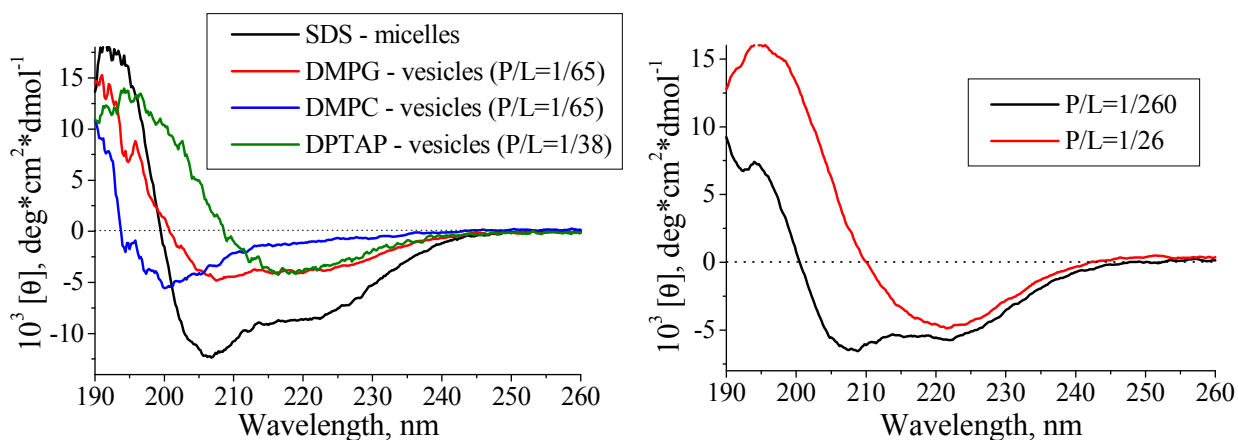 SDS - micelles
DMPG - vesicles (P/L=1/65)
DMPC - vesicles (P/L=1/65)
DPTAP - vesicles (P/L=1/38)
10³ [θ], deg*cm²*dmol⁻¹
15
10
5
0
-5
-10
190 200 210 220 230 240 250 260
Wavelength, nm
P/L=1/260
P/L=1/26
10³ [θ], deg*cm²*dmol⁻¹
15
10
5
0
-5
190 200 210 220 230 240 250 260
Wavelength, nm